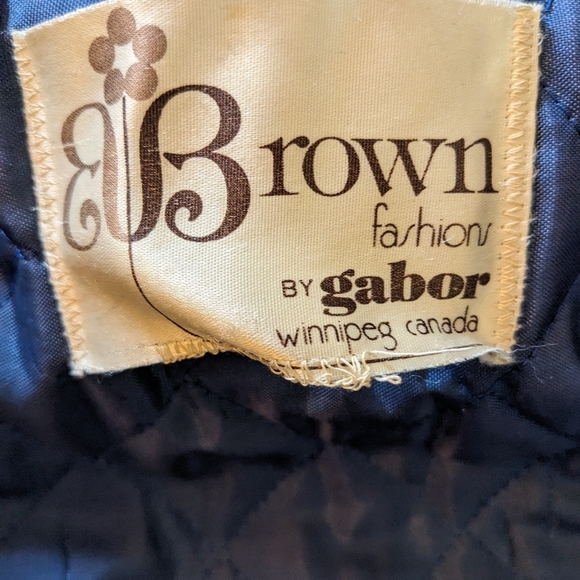 B Brown
fashions
BY gabor
winnipeg canada